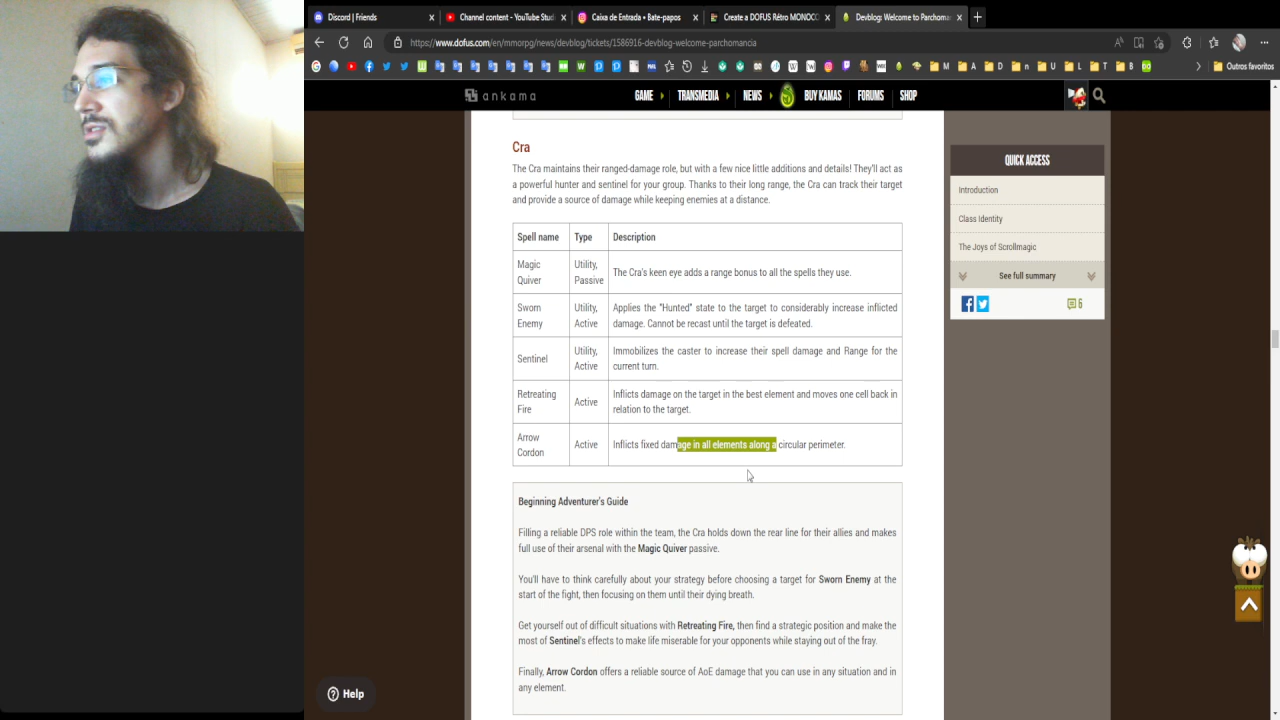 Discord | Friends
Channel content - YouTube Stud
Caixa de Entrada • Bate-papos
Create a DOFUS Rétro MONOCO
Devblog: Welcome to Parchoman
https://www.dofus.com/en/mmorpg/news/devblog/tickets/1586916-devblog-welcome-parchomancia
M A D n U L T B
Outros favoritos
ankama
GAME TRANSMEDIA NEWS BUY KAMAS FORUMS SHOP
Cra
The Cra maintains their ranged-damage role, but with a few nice little additions and details! They'll act as
a powerful hunter and sentinel for your group. Thanks to their long range, the Cra can track their target
and provide a source of damage while keeping enemies at a distance.
Spell name Type Description
Magic Quiver Utility, Passive The Cra's keen eye adds a range bonus to all the spells they use.
Sworn Enemy Utility, Active Applies the "Hunted" state to the target to considerably increase inflicted
damage. Cannot be recast until the target is defeated.
Sentinel Utility, Active Immobilizes the caster to increase their spell damage and Range for the
current turn.
Retreating Fire Active Inflicts damage on the target in the best element and moves one cell back in
relation to the target.
Arrow Cordon Active Inflicts fixed damage in all elements along a circular perimeter.
Beginning Adventurer's Guide
Filling a reliable DPS role within the team, the Cra holds down the rear line for their allies and makes
full use of their arsenal with the Magic Quiver passive.
You'll have to think carefully about your strategy before choosing a target for Sworn Enemy at the
start of the fight, then focusing on them until their dying breath.
Get yourself out of difficult situations with Retreating Fire, then find a strategic position and make the
most of Sentinel's effects to make life miserable for your opponents while staying out of the fray.
Finally, Arrow Cordon offers a reliable source of AoE damage that you can use in any situation and in
any element.
QUICK ACCESS
Introduction
Class Identity
The Joys of Scrollmagic
See full summary
6
Help